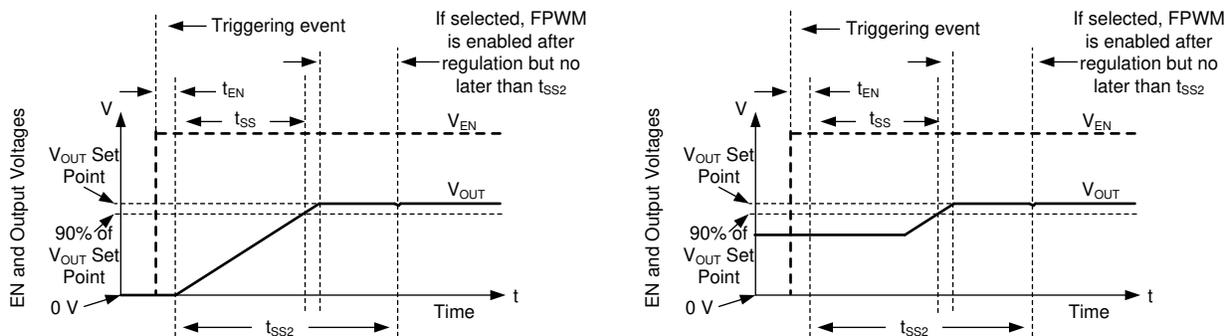 Triggering event
If selected, FPWM
is enabled after
regulation but no
later than tSS2
tEN
V
tSS
VEN
EN and Output Voltages
VOUT Set
Point
VOUT
90% of
VOUT Set
Point
0 V
t
Time
tSS2
Triggering event
If selected, FPWM
is enabled after
regulation but no
later than tSS2
tEN
V
tSS
VEN
EN and Output Voltages
VOUT Set
Point
VOUT
90% of
VOUT Set
Point
0 V
t
Time
tSS2